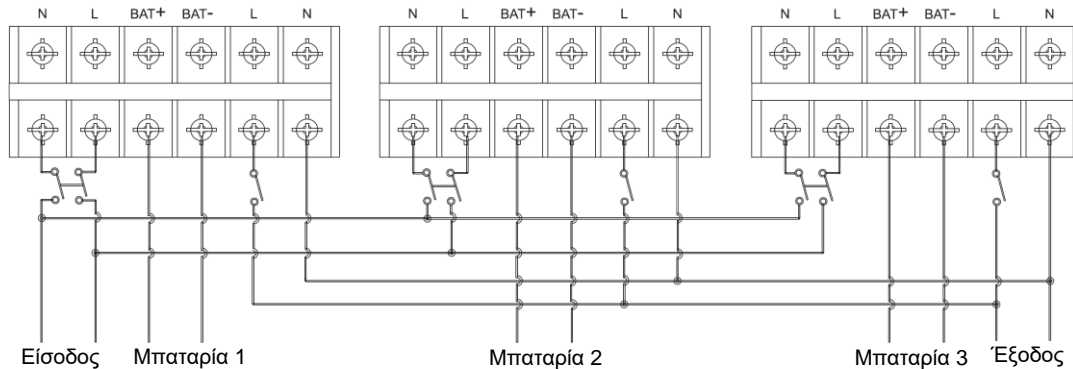 N L BAT+ BAT- L N N L BAT+ BAT- L N N L BAT+ BAT- L N
Είσοδος Μπαταρία 1 Μπαταρία 2 Μπαταρία 3 Έξοδος